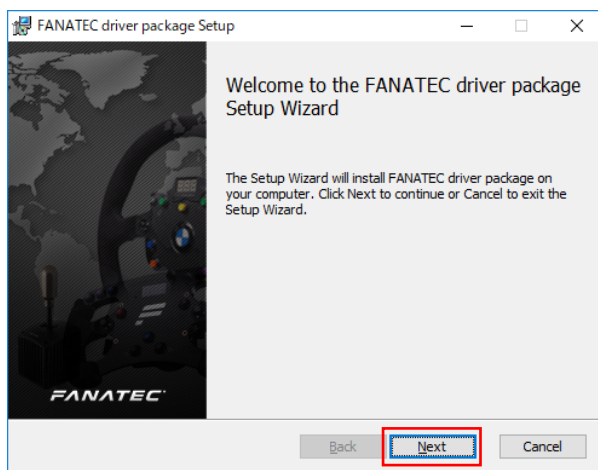 FANATEC driver package Setup
Welcome to the FANATEC driver package
Setup Wizard
The Setup Wizard will install FANATEC driver package on
your computer. Click Next to continue or Cancel to exit the
Setup Wizard.
FANATEC
Back Next Cancel